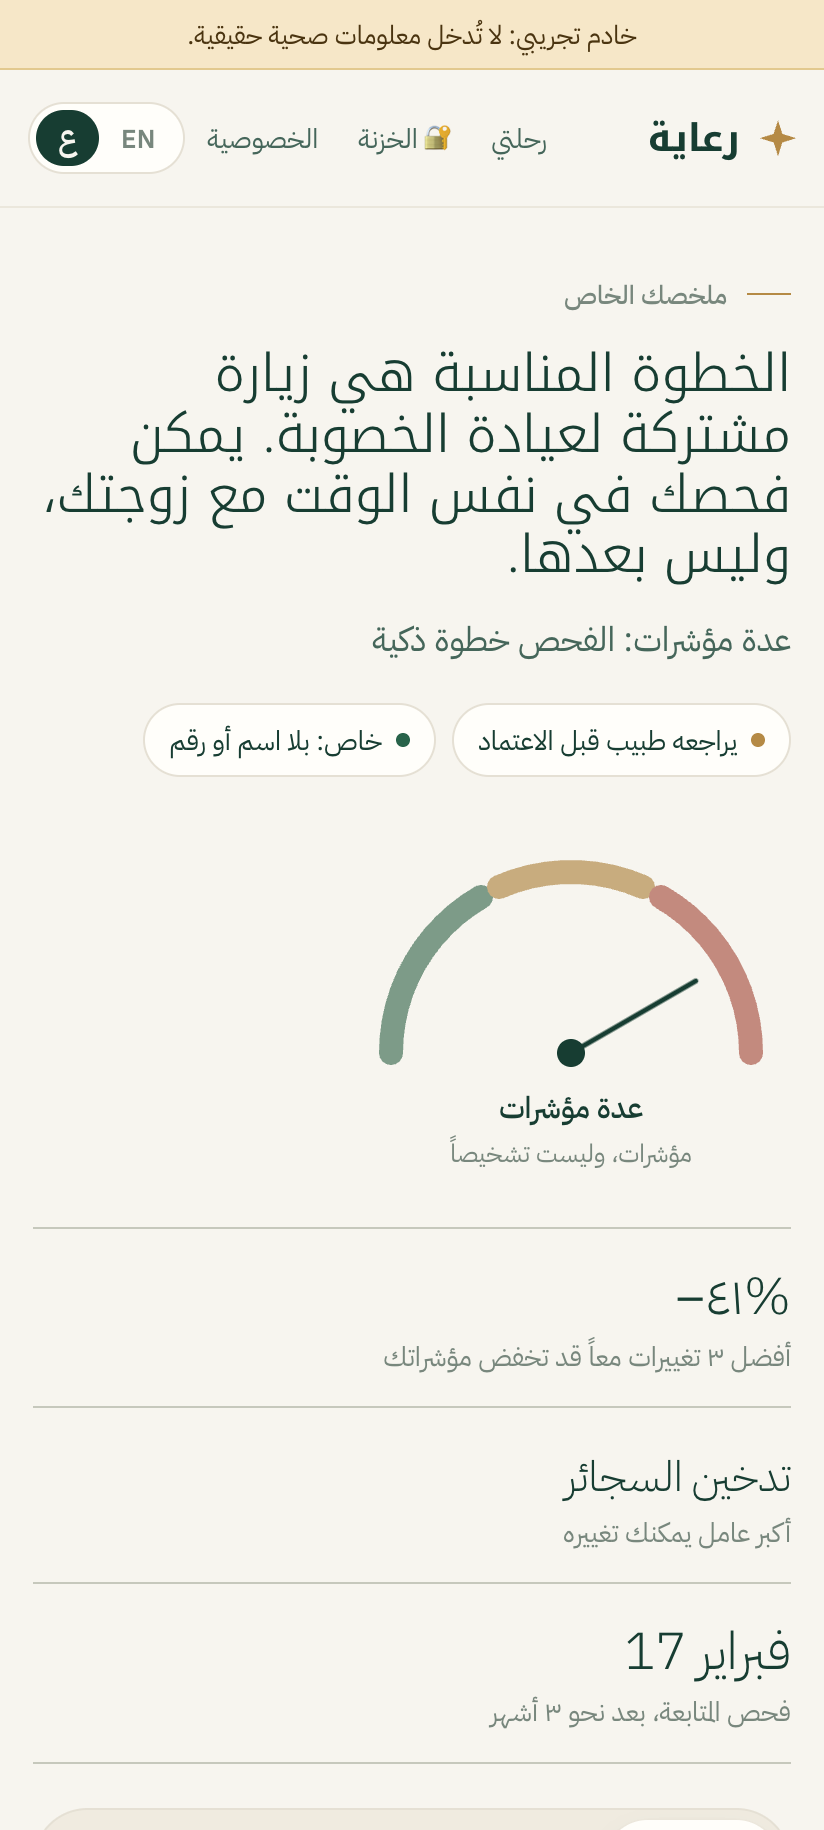 خادم تجريبي: لا تُدخل معلومات صحية حقيقية.
رعاية
رحلتي
الخزنة
الخصوصية
EN
ع
ملخصك الخاص
الخطوة المناسبة هي زيارة
مشتركة لعيادة الخصوبة. يمكن
فحصك في نفس الوقت مع زوجتك،
وليس بعدها.
عدة مؤشرات: الفحص خطوة ذكية
يراجعه طبيب قبل الاعتماد
خاص: بلا اسم أو رقم
عدة مؤشرات
مؤشرات، وليست تشخيصاً
%٤١−
أفضل ٣ تغييرات معاً قد تخفض مؤشراتك
تدخين السجائر
أكبر عامل يمكنك تغييره
فبراير 17
فحص المتابعة، بعد نحو ٣ أشهر